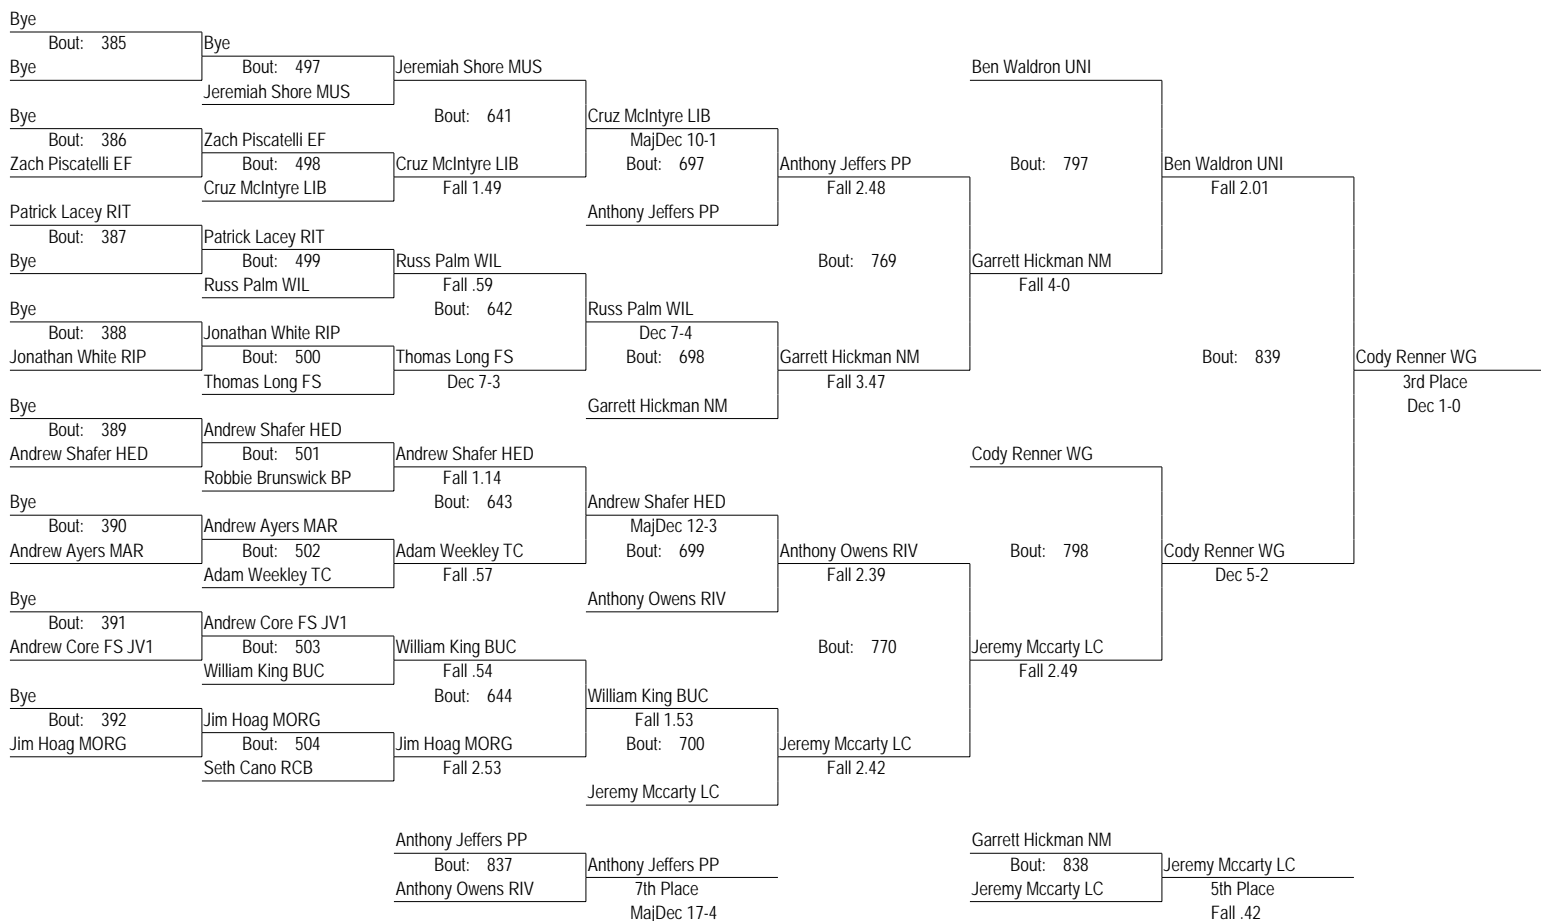 Bye
Bout: 385
Bye
Bye
Bout: 386
Zach Piscatelli EF
Patrick Lacey RIT
Bout: 387
Bye
Bye
Bout: 388
Jonathan White RIP
Bye
Bout: 389
Andrew Shafer HED
Bye
Bout: 390
Andrew Ayers MAR
Bye
Bout: 391
Andrew Core FS JV1
Bye
Bout: 392
Jim Hoag MORG
Bye
Bout: 497
Jeremiah Shore MUS
Zach Piscatelli EF
Bout: 498
Cruz McIntyre LIB
Patrick Lacey RIT
Bout: 499
Russ Palm WIL
Jonathan White RIP
Bout: 500
Thomas Long FS
Andrew Shafer HED
Bout: 501
Robbie Brunswick BP
Andrew Ayers MAR
Bout: 502
Adam Weekley TC
Andrew Core FS JV1
Bout: 503
William King BUC
Jim Hoag MORG
Bout: 504
Seth Cano RCB
Jeremiah Shore MUS
Bout: 641
Cruz McIntyre LIB
Fall 1.49
Russ Palm WIL
Fall .59
Bout: 642
Thomas Long FS
Dec 7-3
Andrew Shafer HED
Fall 1.14
Bout: 643
Adam Weekley TC
Fall .57
William King BUC
Fall .54
Bout: 644
Jim Hoag MORG
Fall 2.53
Cruz McIntyre LIB
MajDec 10-1
Bout: 697
Anthony Jeffers PP
Russ Palm WIL
Dec 7-4
Bout: 698
Garrett Hickman NM
Andrew Shafer HED
MajDec 12-3
Bout: 699
Anthony Owens RIV
William King BUC
Fall 1.53
Bout: 700
Jeremy Mccarty LC
Anthony Jeffers PP
Fall 2.48
Bout: 769
Garrett Hickman NM
Fall 3.47
Anthony Owens RIV
Fall 2.39
Bout: 770
Jeremy Mccarty LC
Fall 2.42
Ben Waldron UNI
Bout: 797
Garrett Hickman NM
Fall 4-0
Cody Renner WG
Bout: 798
Jeremy Mccarty LC
Fall 2.49
Ben Waldron UNI
Fall 2.01
Bout: 839
Cody Renner WG
Dec 5-2
Cody Renner WG
3rd Place
Dec 1-0
Anthony Jeffers PP
Bout: 837
Anthony Owens RIV
Anthony Jeffers PP
7th Place
MajDec 17-4
Garrett Hickman NM
Bout: 838
Jeremy Mccarty LC
Jeremy Mccarty LC
5th Place
Fall .42